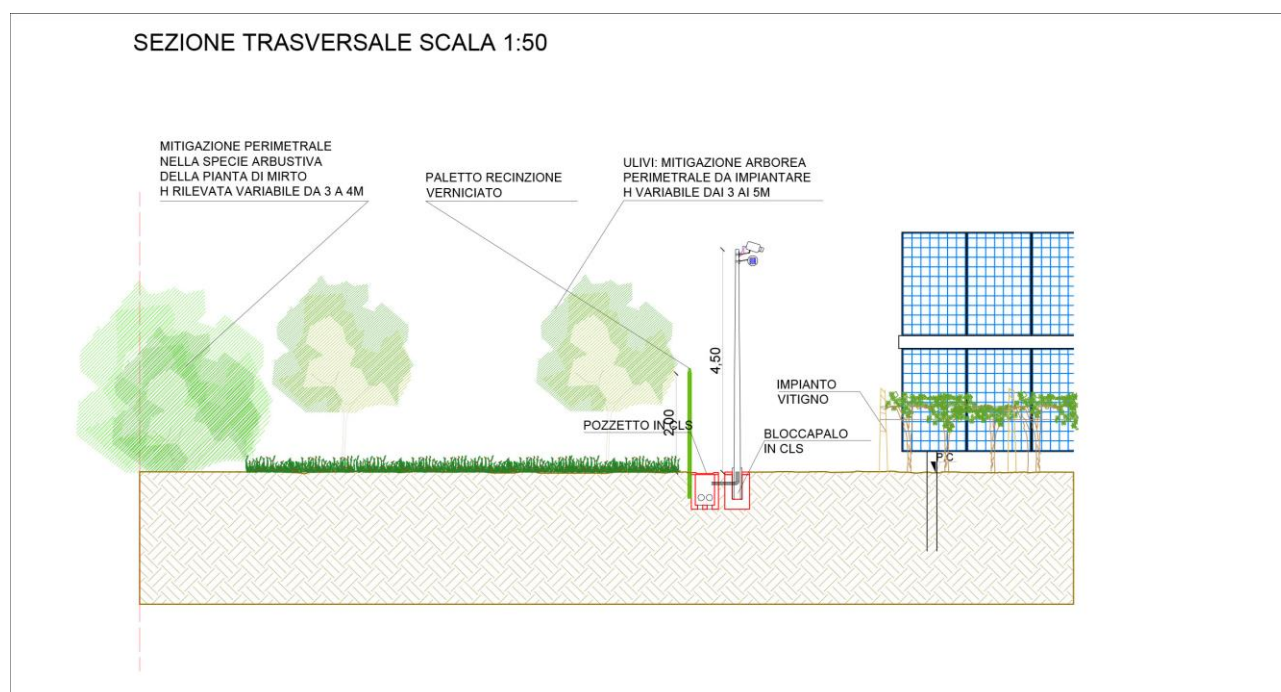 SEZIONE TRASVERSALE SCALA 1:50
MITIGAZIONE PERIMETRALE
NELLA SPECIE ARBUSTIVA
DELLA PIANTA DI MIRTO
H RILEVATA VARIABILE DA 3 A 4M
PALETTO RECINZIONE
VERNICIATO
ULIVI: MITIGAZIONE ARBOREA
PERIMETRALE DA IMPIANTARE
H VARIABILE DAI 3 AI 5M
4,50
2,00
POZZETTO IN CLS
BLOCCAPALO
IN CLS
IMPIANTO
VITIGNO
P.C.